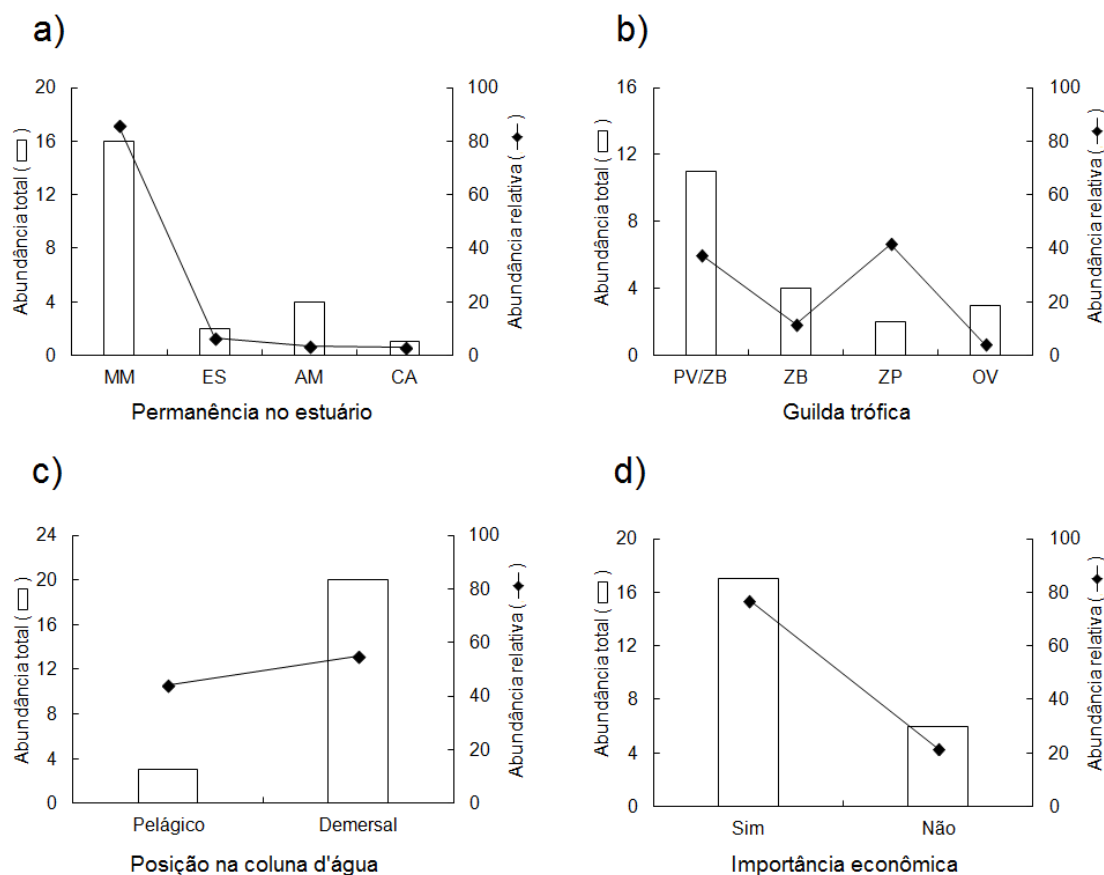 a)
Abundância total ( )
20
16
12
8
4
0
100
80
60
40
20
0
Abundância relativa ( )
MM ES AM CA
Permanência no estuário
b)
Abundância total ( )
16
12
8
4
0
100
80
60
40
20
0
Abundância relativa ( )
PV/ZB ZB ZP OV
Guilda trófica
c)
Abundância total ( )
24
20
16
12
8
4
0
100
80
60
40
20
0
Abundância relativa ( )
Pelágico Demersal
Posição na coluna d'água
d)
Abundância total ( )
20
16
12
8
4
0
100
80
60
40
20
0
Abundância relativa ( )
Sim Não
Importância econômica